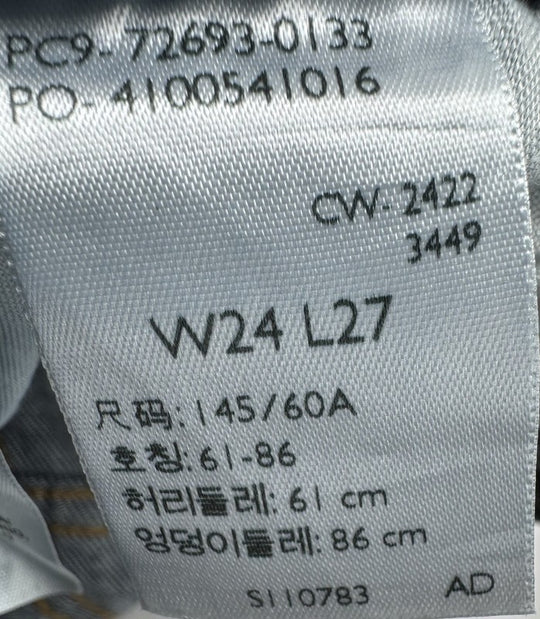 PC9-72693-0133
PO-4100541016
CW-2422
3449
W24 L27
尺码:145/60A
호칭:61-86
허리둘레:61 cm
엉덩이둘레:86 cm
S110783 AD